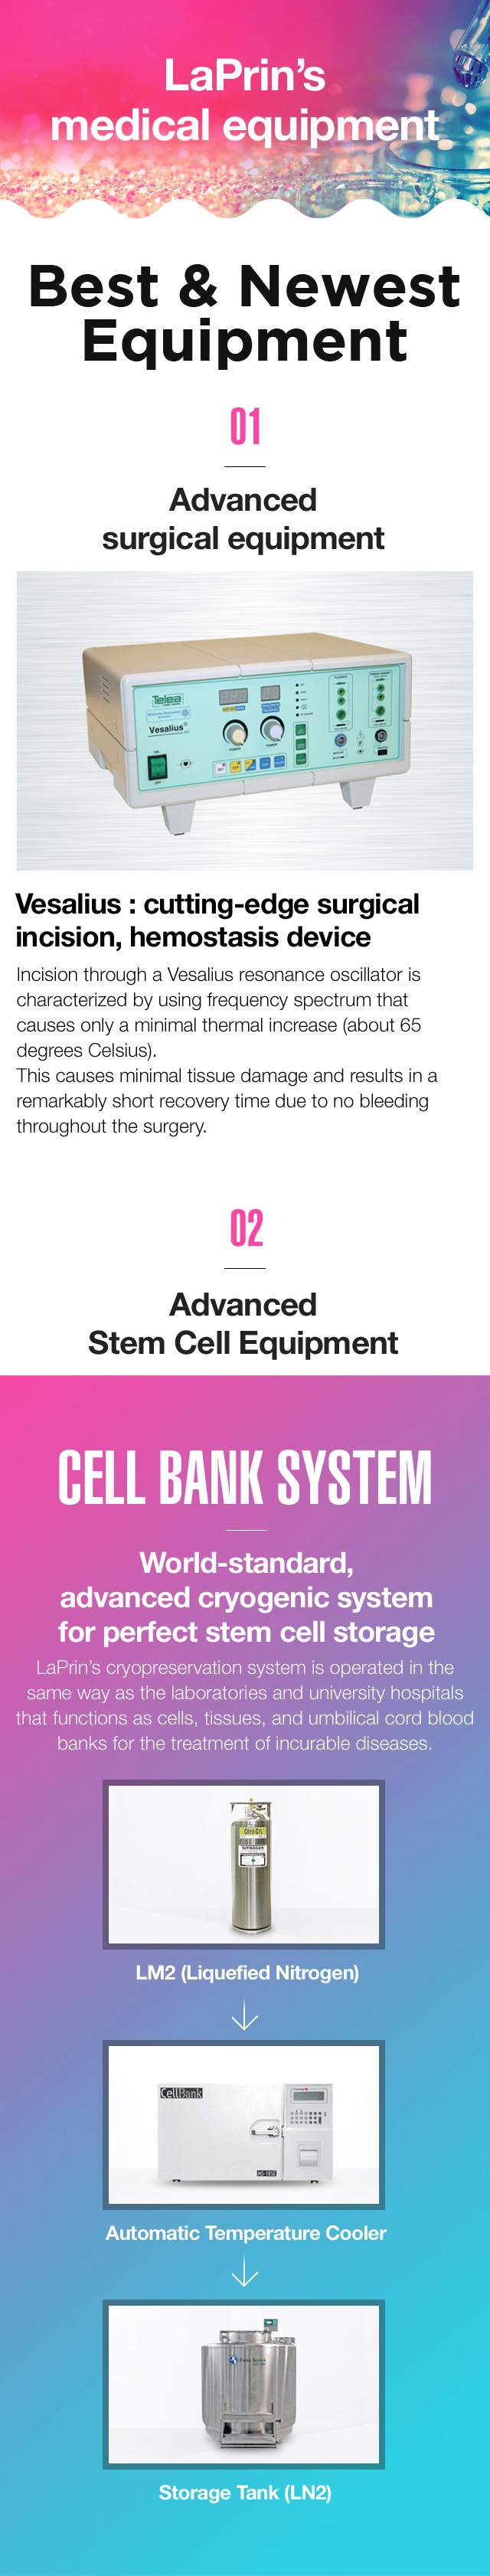 LaPrin's
medical equipment
Best & Newest
Equipment
01
Advanced
surgical equipment
Telea
Vesalius
ON
POWER
POWER
OFF
Vesalius : cutting-edge surgical
incision, hemostasis device
Incision through a Vesalius resonance oscillator is
characterized by using frequency spectrum that
causes only a minimal thermal increase (about 65
degrees Celsius).
This causes minimal tissue damage and results in a
remarkably short recovery time due to no bleeding
throughout the surgery.
02
Advanced
Stem Cell Equipment
CELL BANK SYSTEM
World-standard,
advanced cryogenic system
for perfect stem cell storage
LaPrin's cryopreservation system is operated in the
same way as the laboratories and university hospitals
that functions as cells, tissues, and umbilical cord blood
banks for the treatment of incurable diseases.
NITROGEN
LM2 (Liquefied Nitrogen)
CellBank
Automatic Temperature Cooler
Storage Tank (LN2)